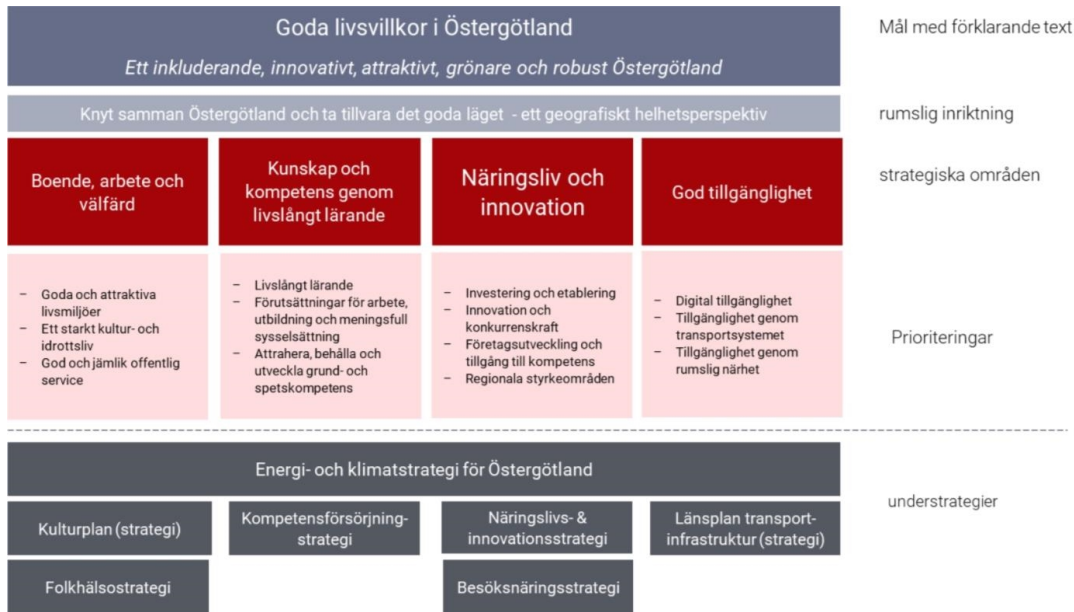 Goda livsvillkor i Östergötland
Ett inkluderande, innovativt, attraktivt, grönare och robust Östergötland
Mål med förklarande text
Knyt samman Östergötland och ta tillvara det goda läget - ett geografiskt helhetsperspektiv
rumslig inriktning
Boende, arbete och
välfärd
Kunskap och
kompetens genom
livslångt lärande
Näringsliv och
innovation
God tillgänglighet
strategiska områden
– Goda och attraktiva
livsmiljöer
– Ett starkt kultur- och
idrottsliv
– God och jämlik offentlig
service
– Livslångt lärande
– Förutsättningar för arbete,
utbildning och meningsfull
sysselsättning
– Attrahera, behålla och
utveckla grund- och
spetskompetens
– Investering och etablering
– Innovation och
konkurrenskraft
– Företagsutveckling och
tillgång till kompetens
– Regionala styrkeområden
– Digital tillgänglighet
– Tillgänglighet genom
transportsystemet
– Tillgänglighet genom
rumslig närhet
Prioriteringar
Energi- och klimatstrategi för Östergötland
understrategier
Kulturplan (strategi)
Kompetensförsörjning-
strategi
Näringslivs- &
innovationsstrategi
Länsplan transport-
infrastruktur (strategi)
Folkhälsostrategi
Besöksnäringsstrategi